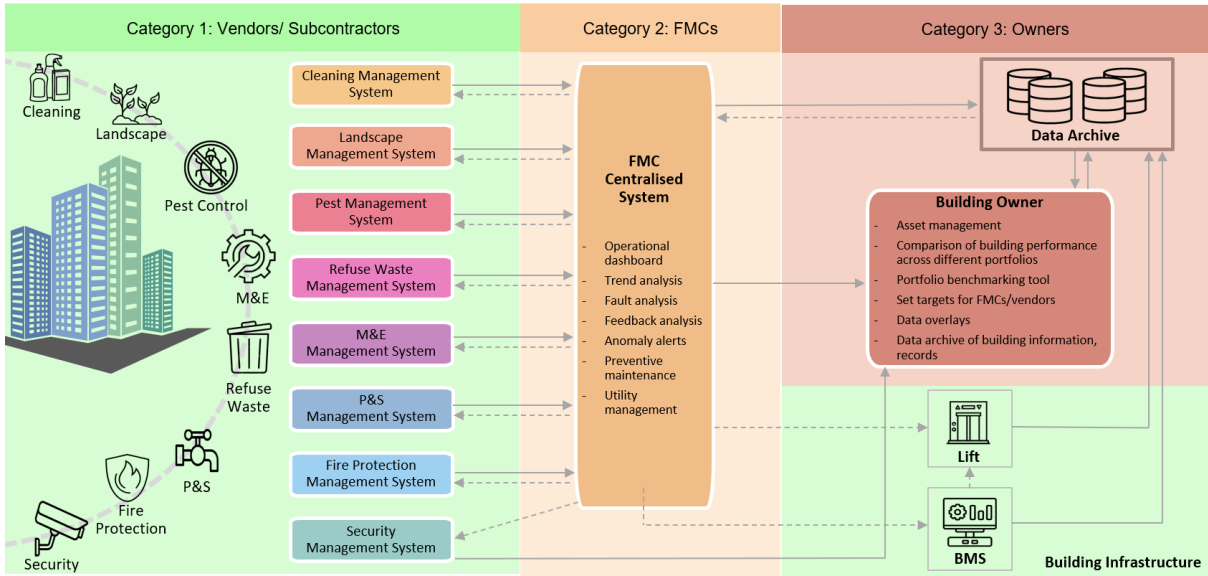 Category 1: Vendors/ Subcontractors
Category 2: FMCs
Category 3: Owners
Cleaning
Landscape
Pest Control
M&E
Refuse
Waste
P&S
Fire
Protection
Security
Cleaning Management
System
Landscape
Management System
Pest Management
System
Refuse Waste
Management System
M&E
Management System
P&S
Management System
Fire Protection
Management System
Security
Management System
FMC
Centralised
System
- Operational
dashboard
- Trend analysis
- Fault analysis
- Feedback analysis
- Anomaly alerts
- Preventive
maintenance
- Utility
management
Data Archive
Building Owner
- Asset management
- Comparison of building performance
across different portfolios
- Portfolio benchmarking tool
- Set targets for FMCs/vendors
- Data overlays
- Data archive of building information,
records
Lift
BMS
Building Infrastructure